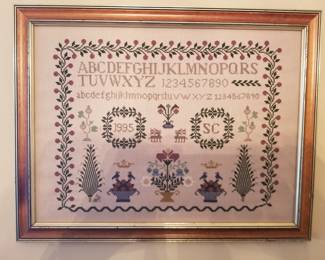 ABCDEFGHIJKLMNOPQRS
TUVWXYZ 1234567890
abcdefghijklmnopqrstuvwxyz 1234567890
1995 SC